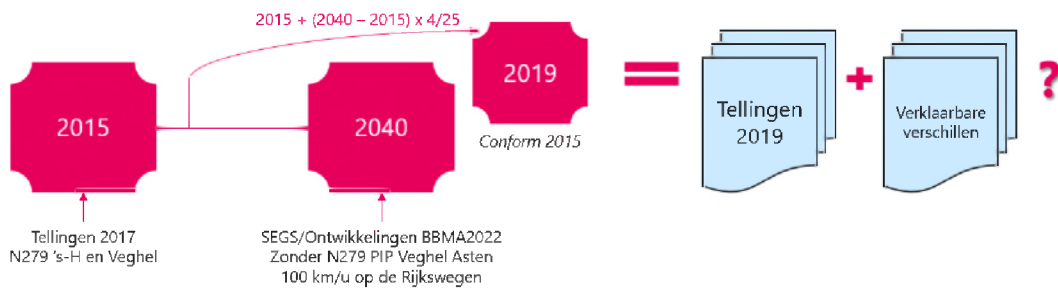 2015 + (2040 – 2015) x 4/25
2015
2040
2019
Conform 2015
=
Tellingen
2019
+
Verklaarbare
verschillen
?
Tellingen 2017
N279 's-H en Veghel
SEGS/Ontwikkelingen BBMA2022
Zonder N279 PIP Veghel Asten
100 km/u op de Rijkswegen